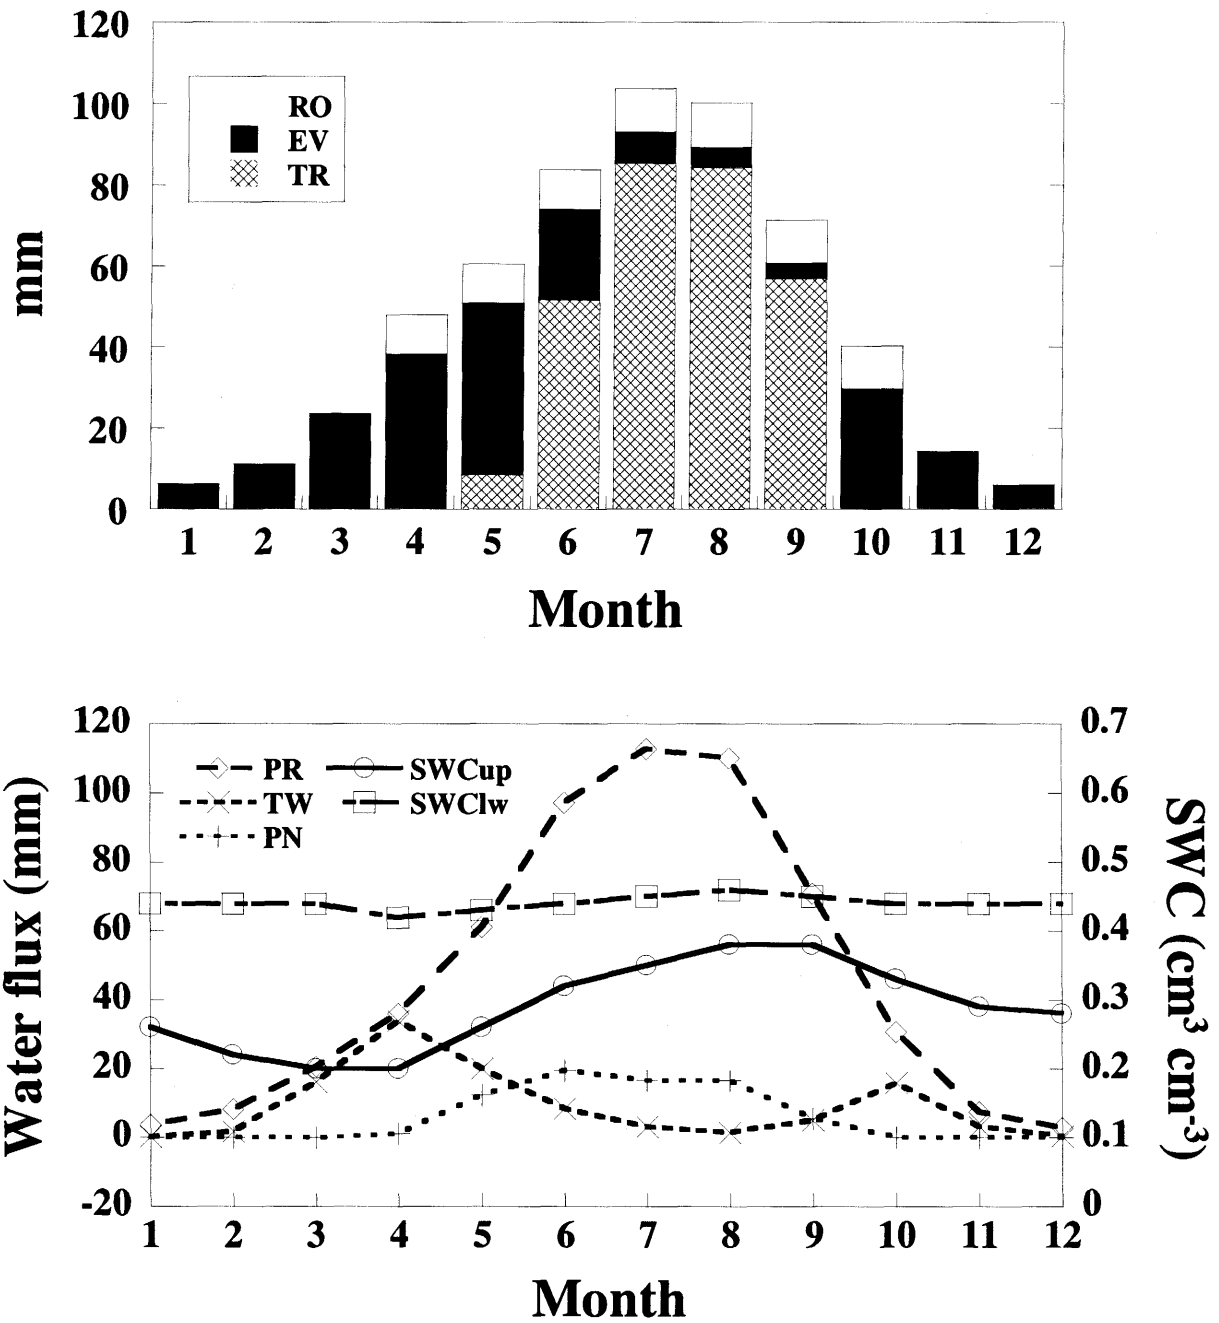 120
100
80
60
40
20
0
mm
RO
EV
TR
1 2 3 4 5 6 7 8 9 10 11 12
Month
120
100
80
60
40
20
0
-20
Water flux (mm)
PR SWCup
TW SWClw
PN
0.7
0.6
0.5
0.4
0.3
0.2
0.1
0
SWC (cm³ cm⁻³)
1 2 3 4 5 6 7 8 9 10 11 12
Month